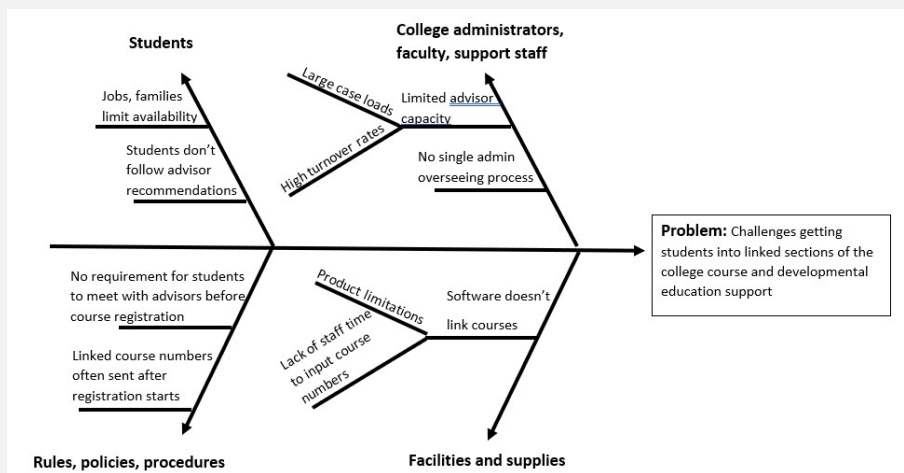 Students
College administrators,
faculty, support staff
Jobs, families
limit availability
Students don't
follow advisor
recommendations
Large case loads
High turnover rates
Limited advisor
capacity
No single admin
overseeing process
Problem: Challenges getting
students into linked sections of the
college course and developmental
education support
No requirement for students
to meet with advisors before
course registration
Linked course numbers
often sent after
registration starts
Product limitations
Lack of staff time
to input course
numbers
Software doesn't
link courses
Rules, policies, procedures
Facilities and supplies